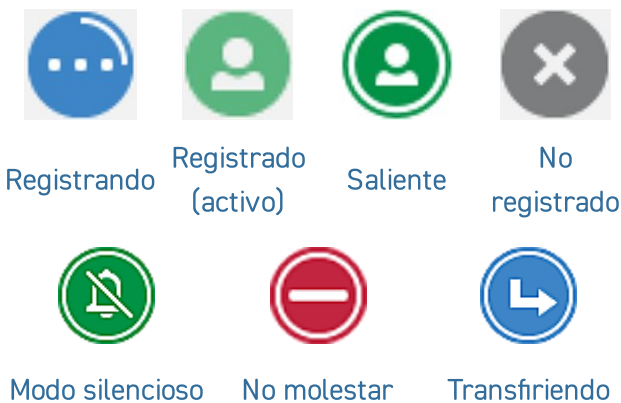 Registrando
Registrado
(activo)
Saliente
No
registrado
Modo silencioso
No molestar
Transfiriendo